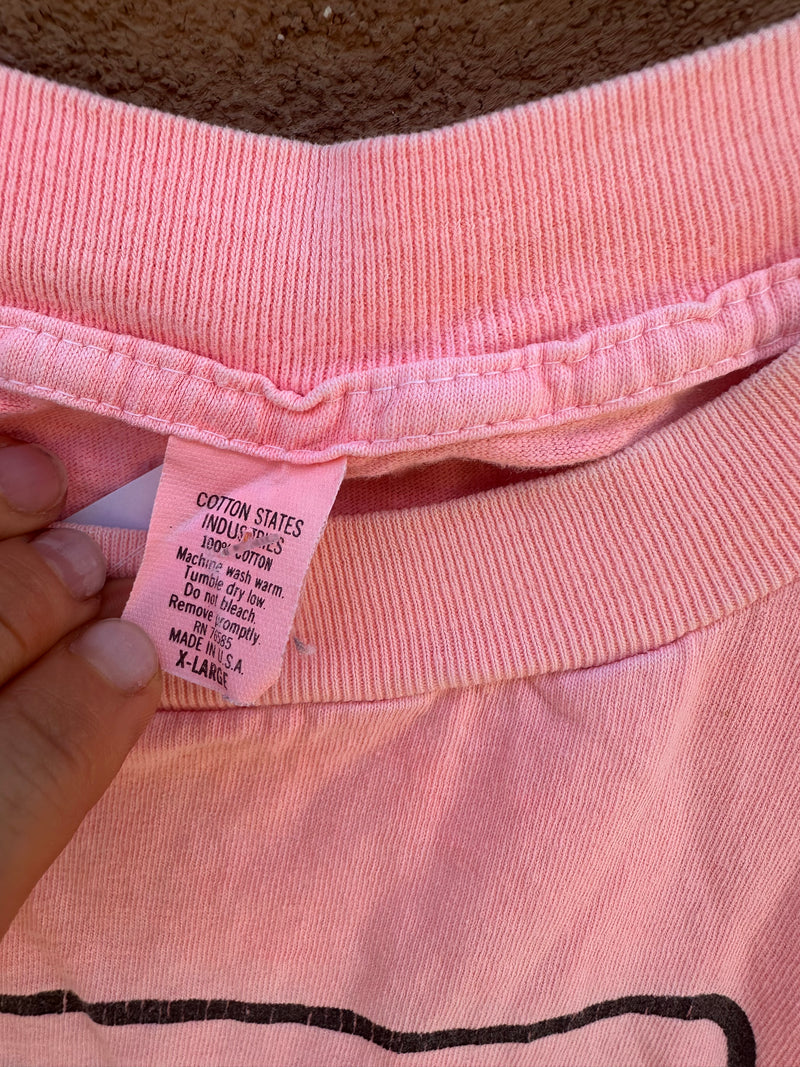 COTTON STATES
INDUSTRIES
100% COTTON
Machine wash warm.
Tumble dry low.
Do not bleach.
Remove promptly.
RN 76585
MADE IN U.S.A.
X-LARGE